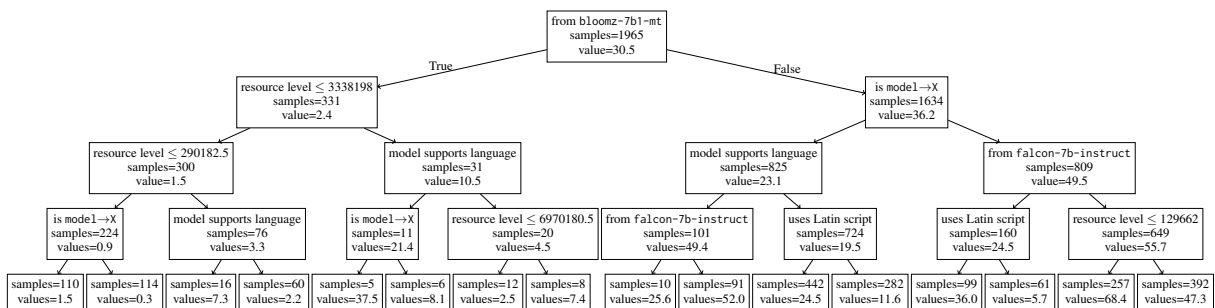 from bloomz-7b1-mt
samples=1965
value=30.5
True
False
resource level ≤ 3338198
samples=331
value=2.4
is model→X
samples=1634
value=36.2
resource level ≤ 290182.5
samples=300
value=1.5
model supports language
samples=31
value=10.5
model supports language
samples=825
value=23.1
from falcon-7b-instruct
samples=809
value=49.5
is model→X
samples=224
values=0.9
model supports language
samples=76
values=3.3
is model→X
samples=11
values=21.4
resource level ≤ 6970180.5
samples=20
values=4.5
from falcon-7b-instruct
samples=101
values=49.4
uses Latin script
samples=724
values=19.5
uses Latin script
samples=160
values=24.5
resource level ≤ 129662
samples=649
values=55.7
samples=110
values=1.5
samples=114
values=0.3
samples=16
values=7.3
samples=60
values=2.2
samples=5
values=37.5
samples=6
values=8.1
samples=12
values=2.5
samples=8
values=7.4
samples=10
values=25.6
samples=91
values=52.0
samples=442
values=24.5
samples=282
values=11.6
samples=99
values=36.0
samples=61
values=5.7
samples=257
values=68.4
samples=392
values=47.3